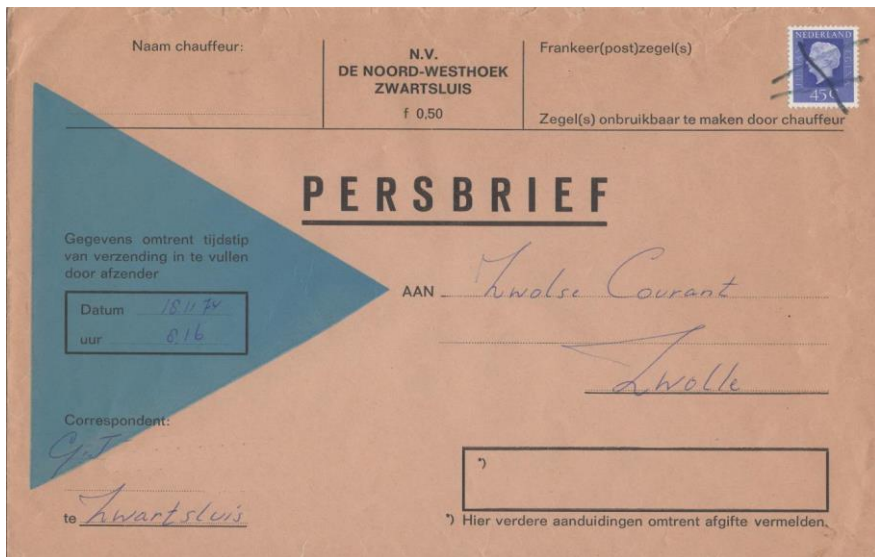 Naam chauffeur:
N.V.
DE NOORD-WESTHOEK
ZWARTSLUIS
f 0,50
Frankeer(post)zegel(s)
NEDERLAND
45c
Zegel(s) onbruikbaar te maken door chauffeur
PERSBRIEF
Gegevens omtrent tijdstip
van verzending in te vullen
door afzender
Datum 18.11.74
uur 8.16
AAN Zwolse Courant
Zwolle
Correspondent:
te Zwartsluis
*)
*) Hier verdere aanduidingen omtrent afgifte vermelden.